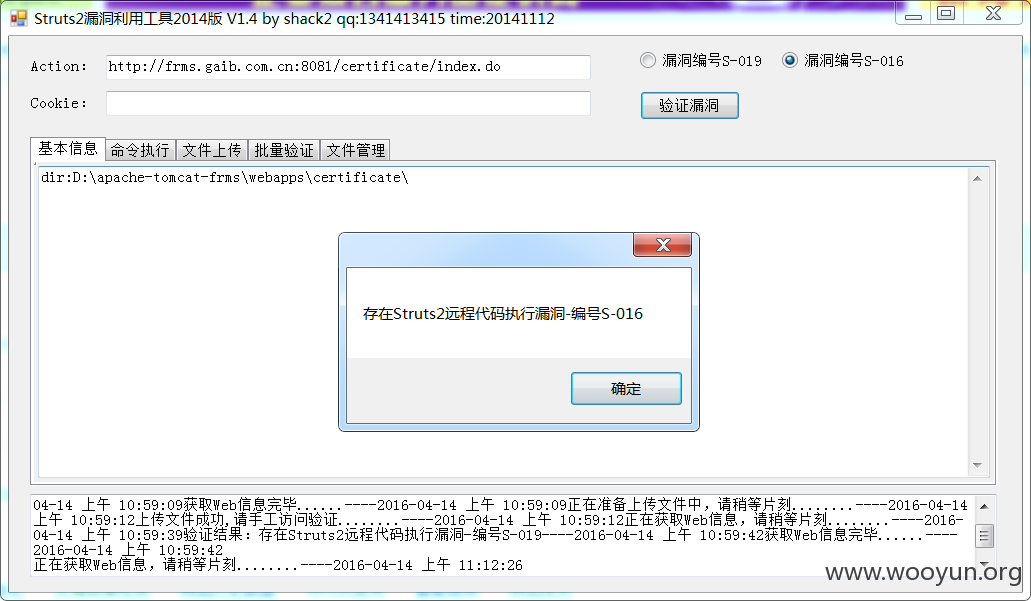 Struts2漏洞利用工具2014版 V1.4 by shack2 qq:1341413415 time:20141112
Action: http://frms.gaib.com.cn:8081/certificate/index.do
漏洞编号S-019 漏洞编号S-016
Cookie:
验证漏洞
基本信息 命令执行 文件上传 批量验证 文件管理
dir:D:\apache-tomcat-frms\webapps\certificate\
存在Struts2远程代码执行漏洞-编号S-016
确定
04-14 上午 10:59:09获取Web信息完毕......----2016-04-14 上午 10:59:09正在准备上传文件中，请稍等片刻........----2016-04-14
上午 10:59:12上传文件成功,请手工访问验证........----2016-04-14 上午 10:59:12正在获取Web信息，请稍等片刻........----2016-
04-14 上午 10:59:39验证结果：存在Struts2远程代码执行漏洞-编号S-019----2016-04-14 上午 10:59:42获取Web信息完毕......----
2016-04-14 上午 10:59:42
正在获取Web信息，请稍等片刻........----2016-04-14 上午 11:12:26
www.wooyun.org